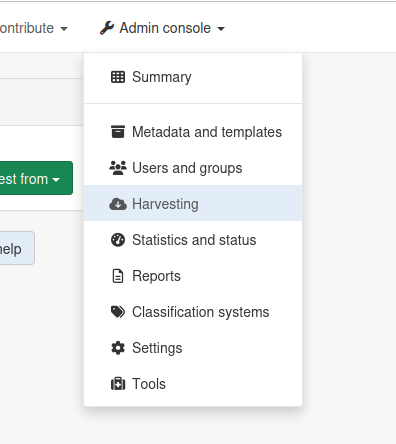 ontribute
Admin console
Summary
Metadata and templates
est from
Users and groups
Harvesting
help
Statistics and status
Reports
Classification systems
Settings
Tools